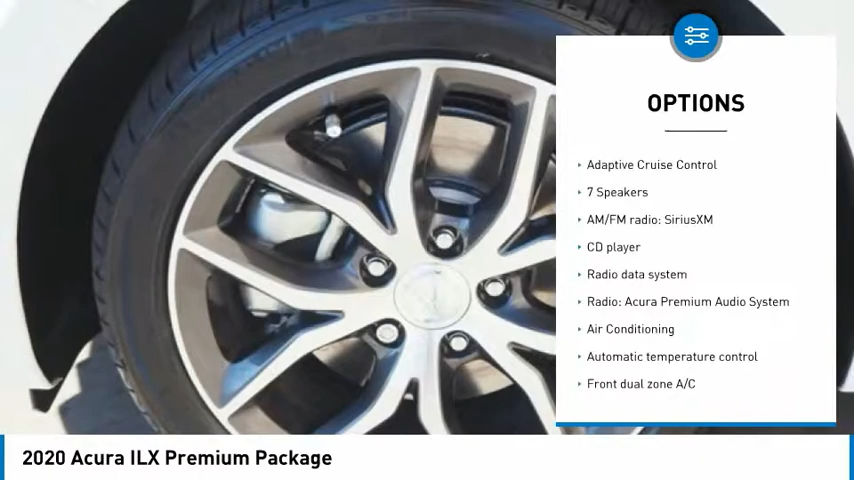 OPTIONS
Adaptive Cruise Control
7 Speakers
AM/FM radio: SiriusXM
CD player
Radio data system
Radio: Acura Premium Audio System
Air Conditioning
Automatic temperature control
Front dual zone A/C
2020 Acura ILX Premium Package